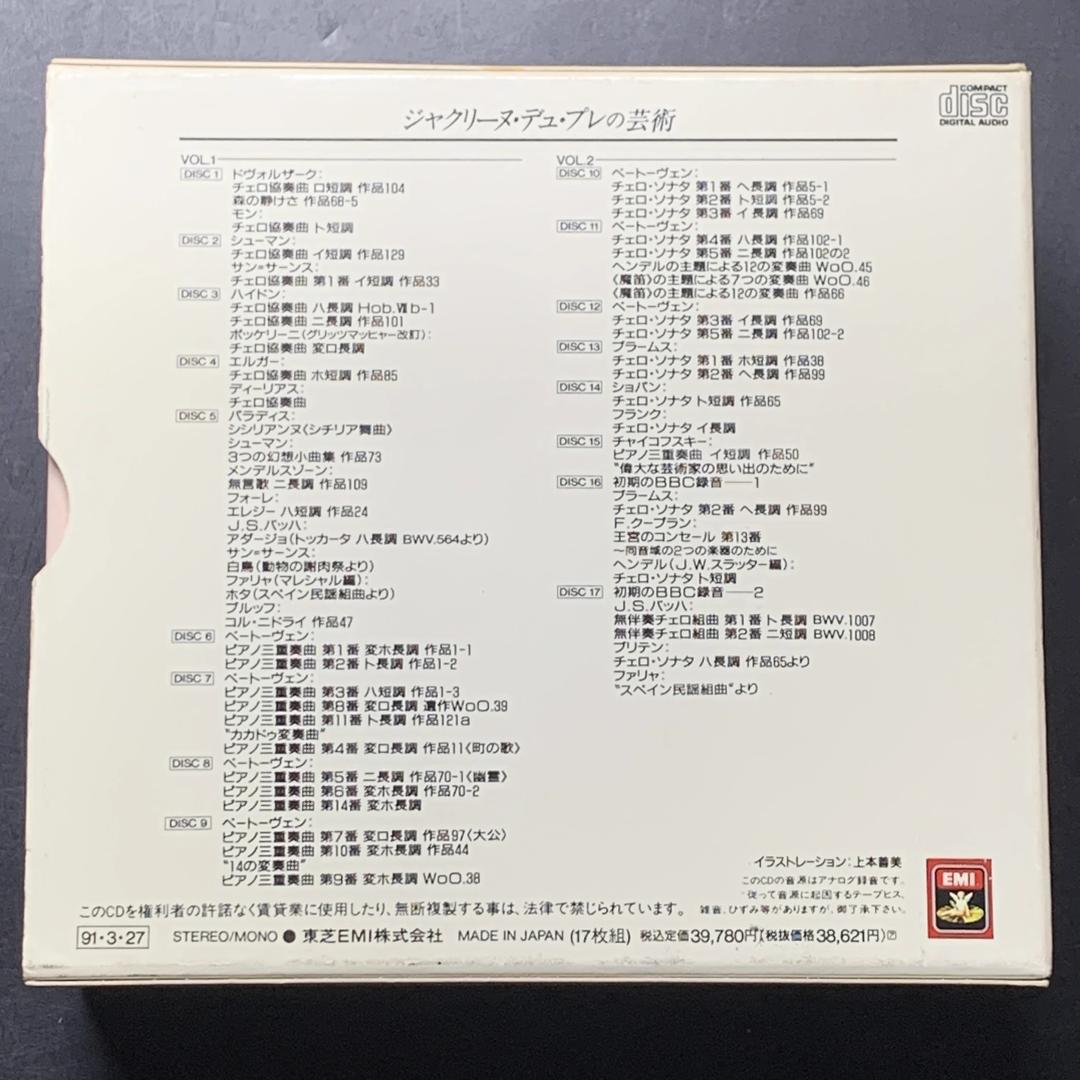 ジャクリーヌ・デュ・プレの芸術
COMPACT
disc
DIGITAL AUDIO
VOL.1
DISC 1 ドヴォルザーク:
チェロ協奏曲 ロ短調 作品104
森の静けさ 作品68-5
モン:
チェロ協奏曲 ト短調
DISC 2 シューマン:
チェロ協奏曲 イ短調 作品129
サン=サーンス:
チェロ協奏曲 第1番 イ短調 作品33
DISC 3 ハイドン:
チェロ協奏曲 ハ長調 Hob.Ⅶb-1
チェロ協奏曲 ニ長調 作品101
ボッケリーニ(グリッツマッヒャー改訂):
チェロ協奏曲 変ロ長調
DISC 4 エルガー:
チェロ協奏曲 ホ短調 作品85
ディーリアス:
チェロ協奏曲
DISC 5 パラディス:
シシリアンヌ〈シチリア舞曲〉
シューマン:
3つの幻想小曲集 作品73
メンデルスゾーン:
無言歌 ニ長調 作品109
フォーレ:
エレジー ハ短調 作品24
J.S.バッハ:
アダージョ(トッカータ ハ長調 BWV.564より)
サン=サーンス:
白鳥(動物の謝肉祭より)
ファリャ(マレシャル編):
ホタ(スペイン民謡組曲より)
ブルッフ:
コル・ニドライ 作品47
DISC 6 ベートーヴェン:
ピアノ三重奏曲 第1番 変ホ長調 作品1-1
ピアノ三重奏曲 第2番 ト長調 作品1-2
DISC 7 ベートーヴェン:
ピアノ三重奏曲 第3番 ハ短調 作品1-3
ピアノ三重奏曲 第8番 変ロ長調 遺作WoO.39
ピアノ三重奏曲 第11番 ト長調 作品121a
"カカドゥ変奏曲"
ピアノ三重奏曲 第4番 変ロ長調 作品11〈町の歌〉
DISC 8 ベートーヴェン:
ピアノ三重奏曲 第5番 ニ長調 作品70-1〈幽霊〉
ピアノ三重奏曲 第6番 変ホ長調 作品70-2
ピアノ三重奏曲 第14番 変ホ長調
DISC 9 ベートーヴェン:
ピアノ三重奏曲 第7番 変ロ長調 作品97〈大公〉
ピアノ三重奏曲 第10番 変ホ長調 作品44
"14の変奏曲"
ピアノ三重奏曲 第9番 変ホ長調 WoO.38
VOL.2
DISC 10 ベートーヴェン:
チェロ・ソナタ 第1番 ヘ長調 作品5-1
チェロ・ソナタ 第2番 ト短調 作品5-2
チェロ・ソナタ 第3番 イ長調 作品69
DISC 11 ベートーヴェン:
チェロ・ソナタ 第4番 ハ長調 作品102-1
チェロ・ソナタ 第5番 ニ長調 作品102の2
ヘンデルの主題による12の変奏曲 WoO.45
〈魔笛〉の主題による7つの変奏曲 WoO.46
〈魔笛〉の主題による12の変奏曲 作品66
DISC 12 ベートーヴェン:
チェロ・ソナタ 第3番 イ長調 作品69
チェロ・ソナタ 第5番 ニ長調 作品102-2
DISC 13 ブラームス:
チェロ・ソナタ 第1番 ホ短調 作品38
チェロ・ソナタ 第2番 ヘ長調 作品99
DISC 14 ショパン:
チェロ・ソナタ ト短調 作品65
フランク:
チェロ・ソナタ イ長調
DISC 15 チャイコフスキー:
ピアノ三重奏曲 イ短調 作品50
"偉大な芸術家の思い出のために"
DISC 16 初期のBBC録音——1
ブラームス:
チェロ・ソナタ 第2番 ヘ長調 作品99
F.クープラン:
王宮のコンセール 第13番
〜同音域の2つの楽器のために
ヘンデル(J.W.スラッター編):
チェロ・ソナタ ト短調
DISC 17 初期のBBC録音——2
J.S.バッハ:
無伴奏チェロ組曲 第1番 ト長調 BWV.1007
無伴奏チェロ組曲 第2番 ニ短調 BWV.1008
ブリテン:
チェロ・ソナタ ハ長調 作品65より
ファリャ:
"スペイン民謡組曲"より
イラストレーション:上本善美
このCDの音源はアナログ録音です。
従って音源に起因するテープヒス、
雑音、ひずみ等がありますが、御了承下さい。
EMI
このCDを権利者の許諾なく賃貸業に使用したり、無断複製する事は、法律で禁じられています。
91・3・27 STEREO/MONO ● 東芝EMI株式会社 MADE IN JAPAN (17枚組) 税込定価39,780円(税抜価格38,621円)